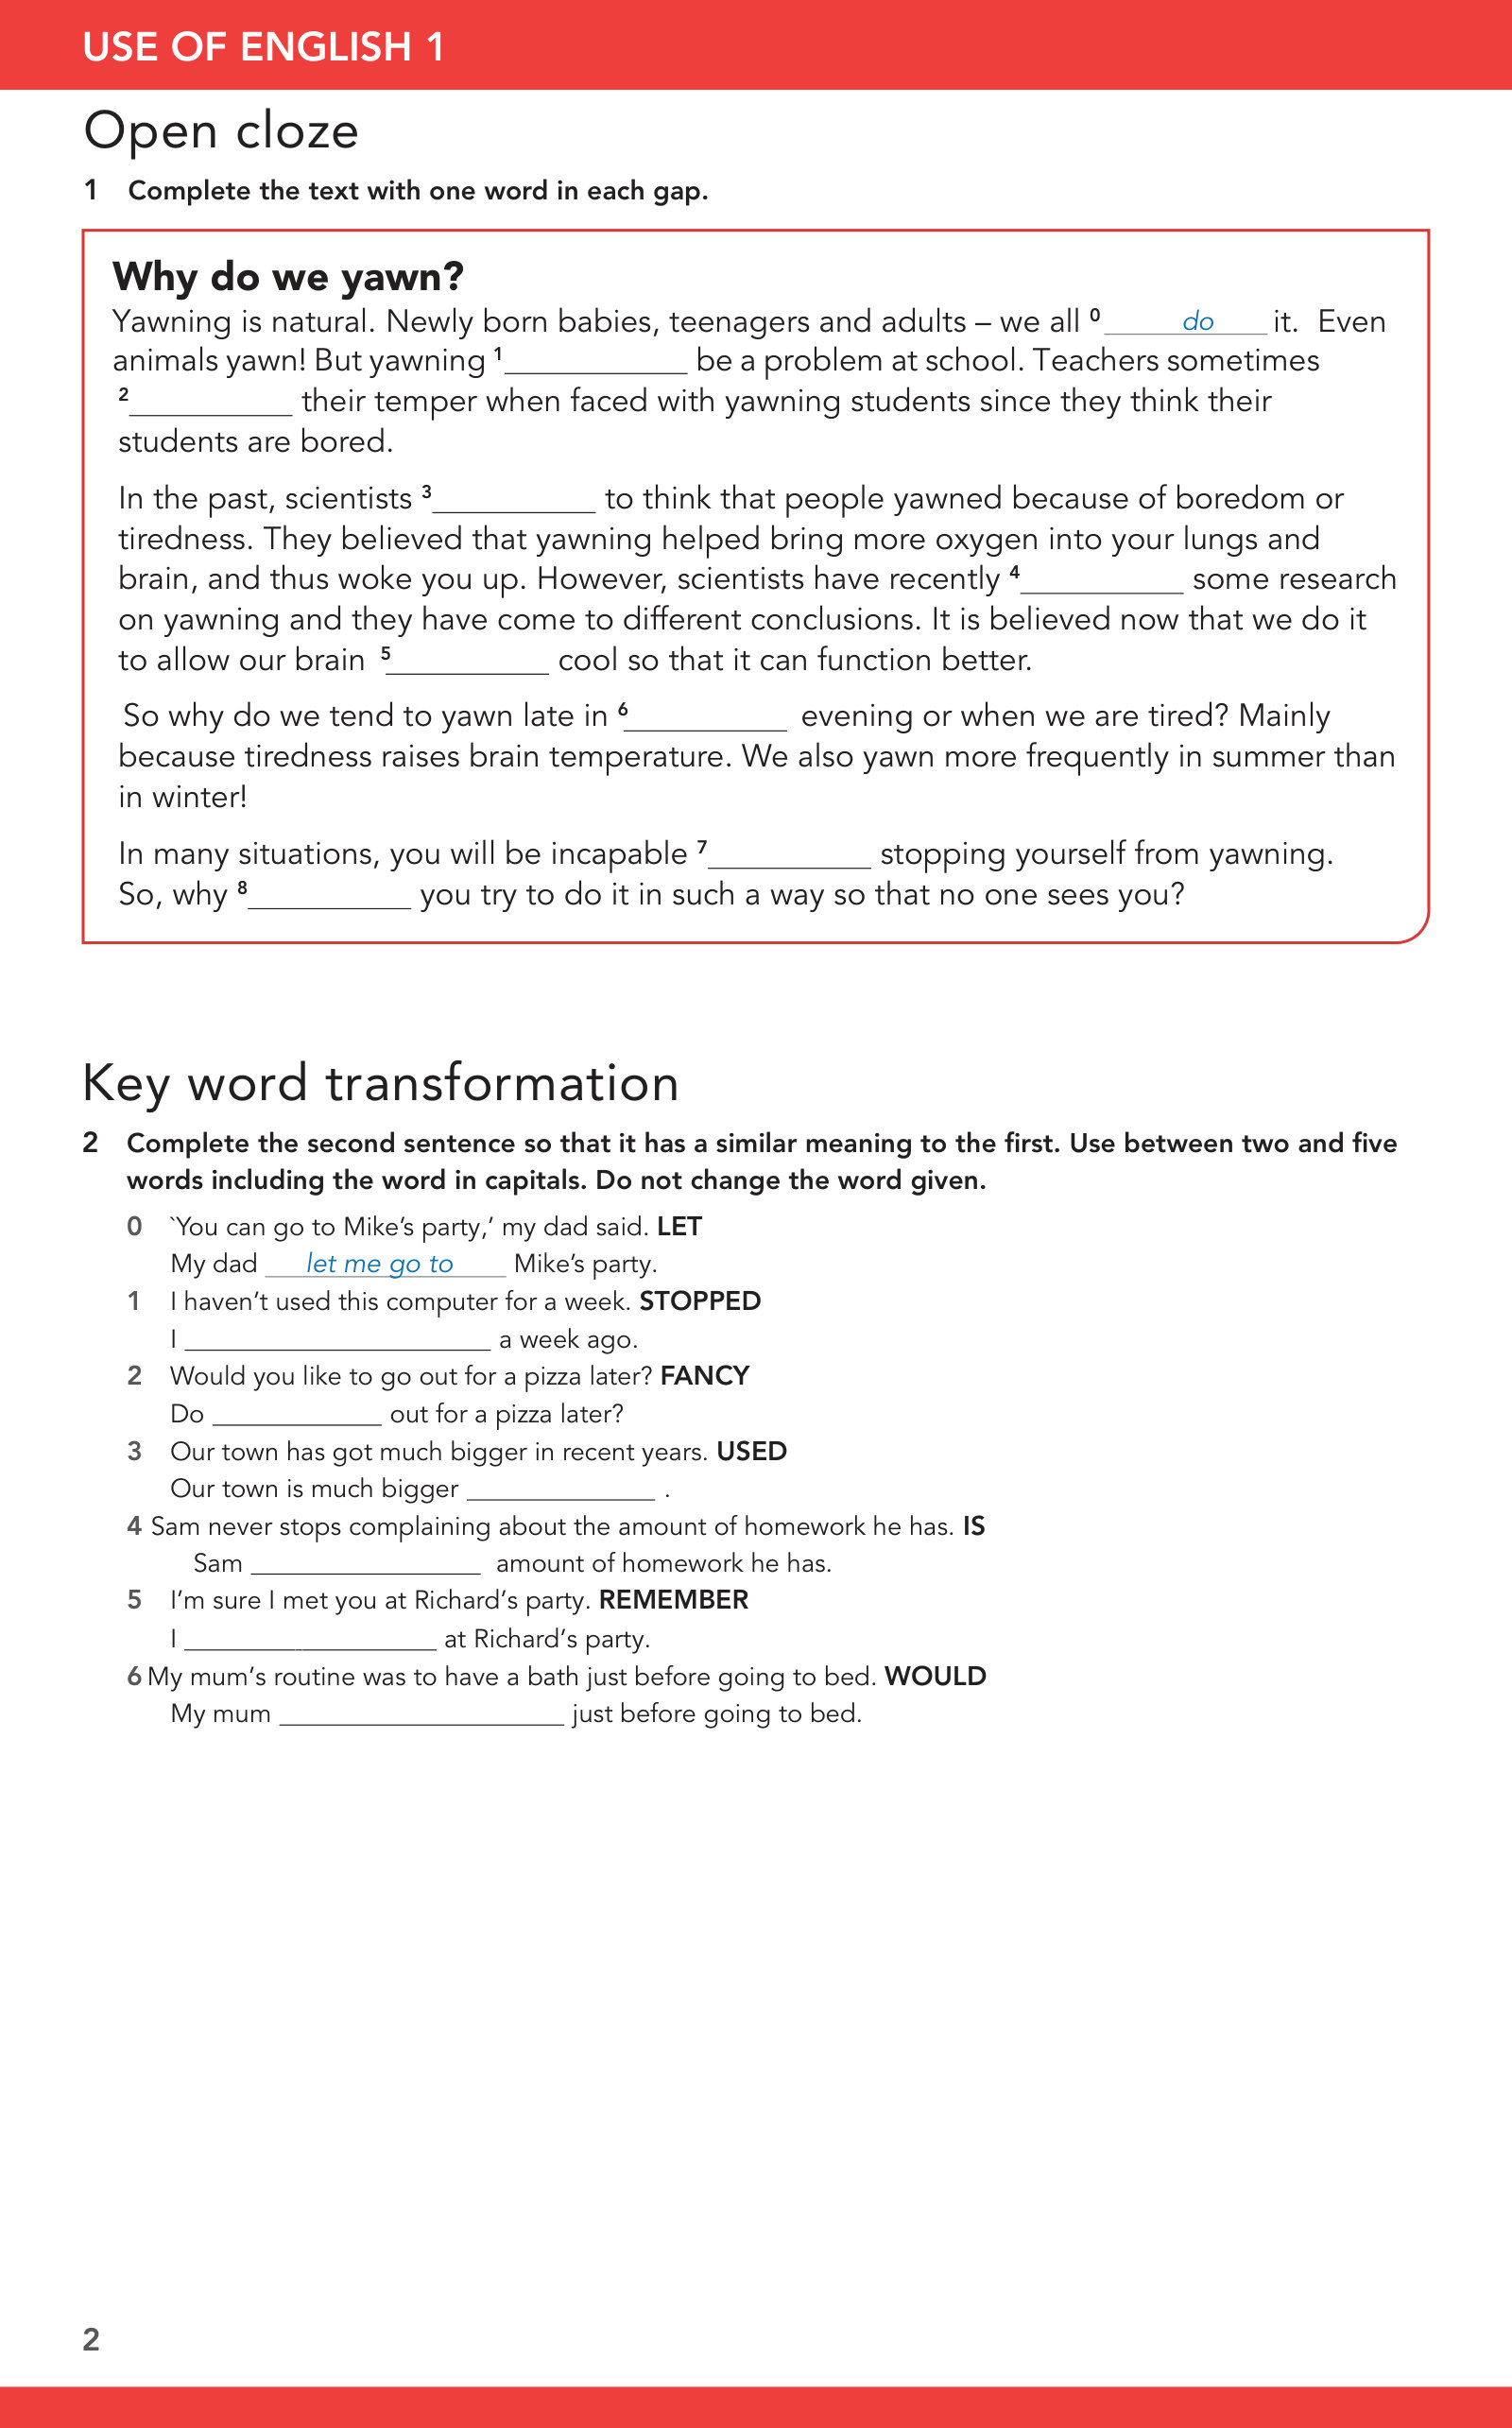 USE OF ENGLISH 1
Open cloze
1 Complete the text with one word in each gap.
Why do we yawn?
Yawning is natural. Newly born babies, teenagers and adults – we all 0 do it. Even
animals yawn! But yawning 1____________ be a problem at school. Teachers sometimes
2____________ their temper when faced with yawning students since they think their
students are bored.
In the past, scientists 3____________ to think that people yawned because of boredom or
tiredness. They believed that yawning helped bring more oxygen into your lungs and
brain, and thus woke you up. However, scientists have recently 4____________ some research
on yawning and they have come to different conclusions. It is believed now that we do it
to allow our brain 5____________ cool so that it can function better.
So why do we tend to yawn late in 6____________ evening or when we are tired? Mainly
because tiredness raises brain temperature. We also yawn more frequently in summer than
in winter!
In many situations, you will be incapable 7____________ stopping yourself from yawning.
So, why 8____________ you try to do it in such a way so that no one sees you?
Key word transformation
2 Complete the second sentence so that it has a similar meaning to the first. Use between two and five
words including the word in capitals. Do not change the word given.
0 `You can go to Mike’s party,’ my dad said. LET
My dad let me go to Mike’s party.
1 I haven’t used this computer for a week. STOPPED
I ____________ a week ago.
2 Would you like to go out for a pizza later? FANCY
Do ____________ out for a pizza later?
3 Our town has got much bigger in recent years. USED
Our town is much bigger ____________ .
4 Sam never stops complaining about the amount of homework he has. IS
Sam ____________ amount of homework he has.
5 I’m sure I met you at Richard’s party. REMEMBER
I ____________ at Richard’s party.
6 My mum’s routine was to have a bath just before going to bed. WOULD
My mum ____________ just before going to bed.
2